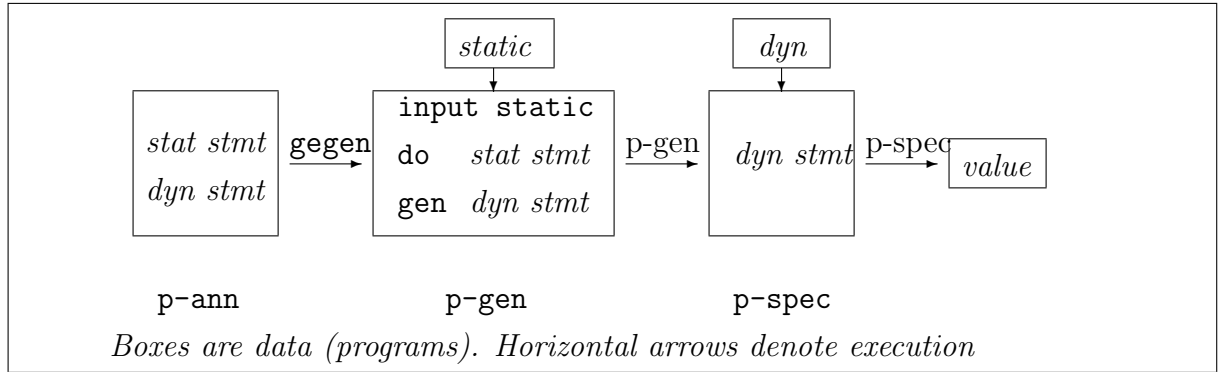 static
dyn
stat stmt
dyn stmt
gegen
input static
do stat stmt
gen dyn stmt
p-gen
dyn stmt
p-spec
value
p-ann
p-gen
p-spec
Boxes are data (programs). Horizontal arrows denote execution